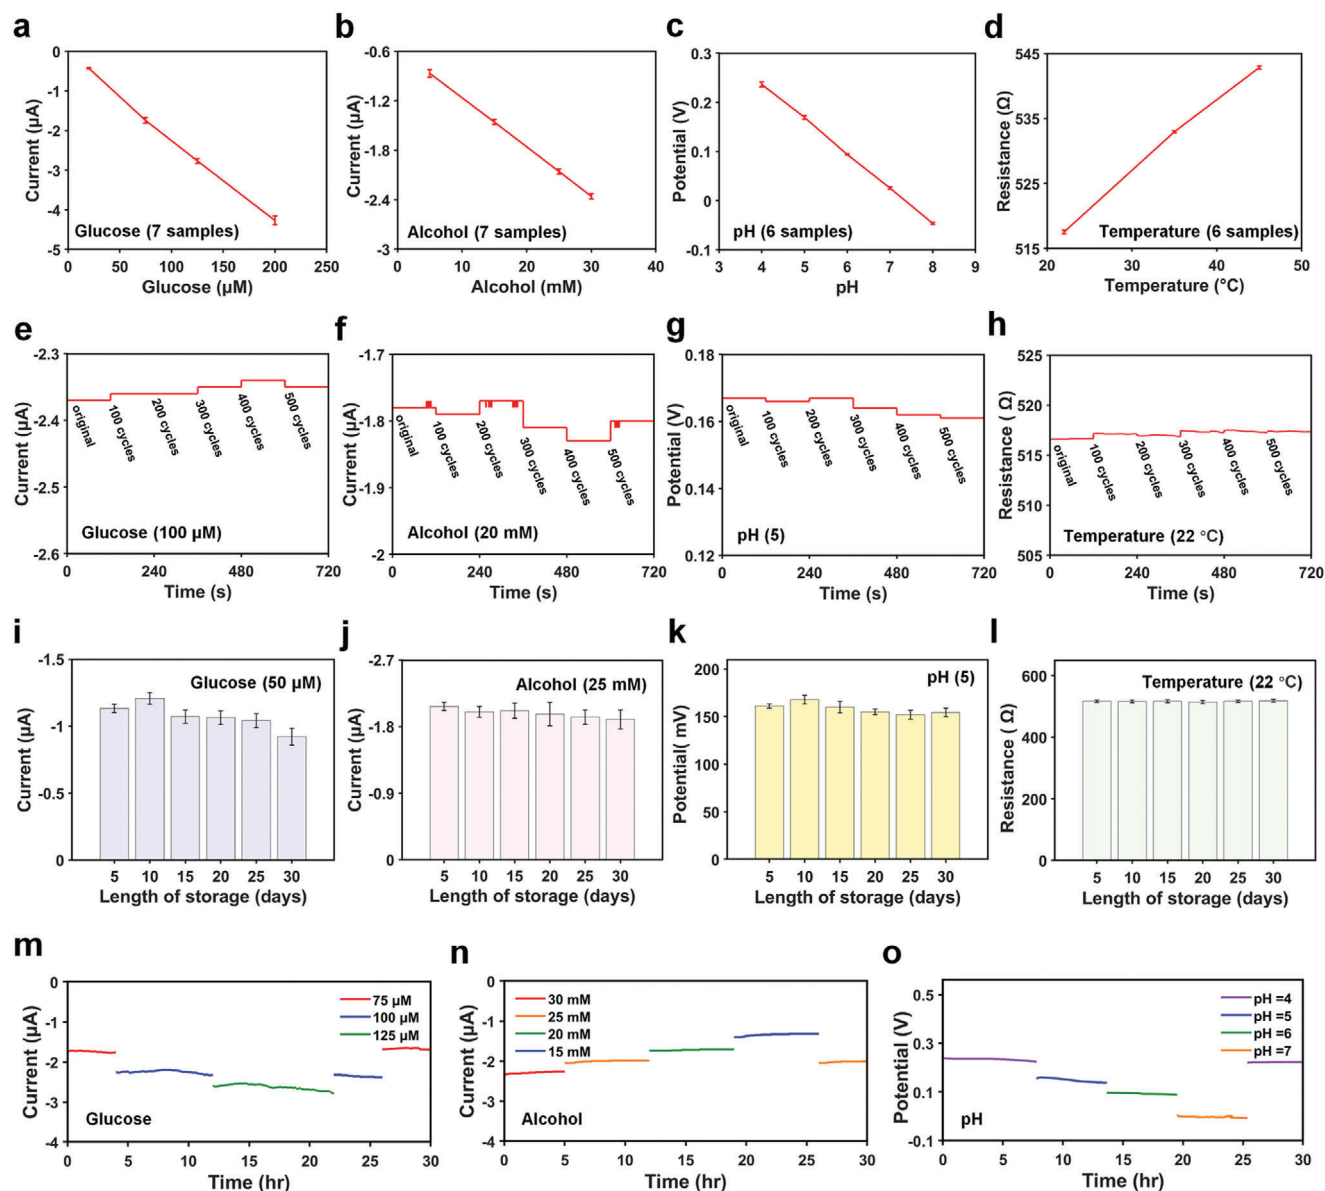 a
b
c
d
0
-1
-2
-3
-4
-5
Current (µA)
Glucose (7 samples)
0 50 100 150 200 250
Glucose (µM)
-0.6
-1.2
-1.8
-2.4
-3
Current (µA)
Alcohol (7 samples)
0 10 20 30 40
Alcohol (mM)
0.3
0.2
0.1
0
-0.1
Potential (V)
pH (6 samples)
3 4 5 6 7 8 9
pH
545
535
525
515
Resistance (Ω)
Temperature (6 samples)
20 30 40 50
Temperature (°C)
e
f
g
h
-2.3
-2.4
-2.5
-2.6
Current (µA)
original
100 cycles
200 cycles
300 cycles
400 cycles
500 cycles
Glucose (100 µM)
0 240 480 720
Time (s)
-1.7
-1.8
-1.9
-2
Current (µA)
original
100 cycles
200 cycles
300 cycles
400 cycles
500 cycles
Alcohol (20 mM)
0 240 480 720
Time (s)
0.18
0.16
0.14
0.12
Potential (V)
original
100 cycles
200 cycles
300 cycles
400 cycles
500 cycles
pH (5)
0 240 480 720
Time (s)
525
515
505
Resistance ( Ω)
original
100 cycles
200 cycles
300 cycles
400 cycles
500 cycles
Temperature (22 °C)
0 240 480 720
Time (s)
i
j
k
l
-1.5
-1
-0.5
0
Current (µA)
Glucose (50 µM)
5 10 15 20 25 30
Length of storage (days)
-2.7
-1.8
-0.9
0
Current (µA)
Alcohol (25 mM)
5 10 15 20 25 30
Length of storage (days)
200
150
100
50
0
Potential( mV)
pH (5)
5 10 15 20 25 30
Length of storage (days)
600
400
200
0
Resistance ( Ω)
Temperature (22 °C)
5 10 15 20 25 30
Length of storage (days)
m
n
o
0
-1
-2
-3
-4
Current (µA)
75 µM
100 µM
125 µM
Glucose
0 5 10 15 20 25 30
Time (hr)
0
-1
-2
-3
-4
Current (µA)
30 mM
25 mM
20 mM
15 mM
Alcohol
0 5 10 15 20 25 30
Time (hr)
0.5
0.3
0.1
-0.1
Potential (V)
pH =4
pH =5
pH =6
pH =7
pH
0 5 10 15 20 25 30
Time (hr)